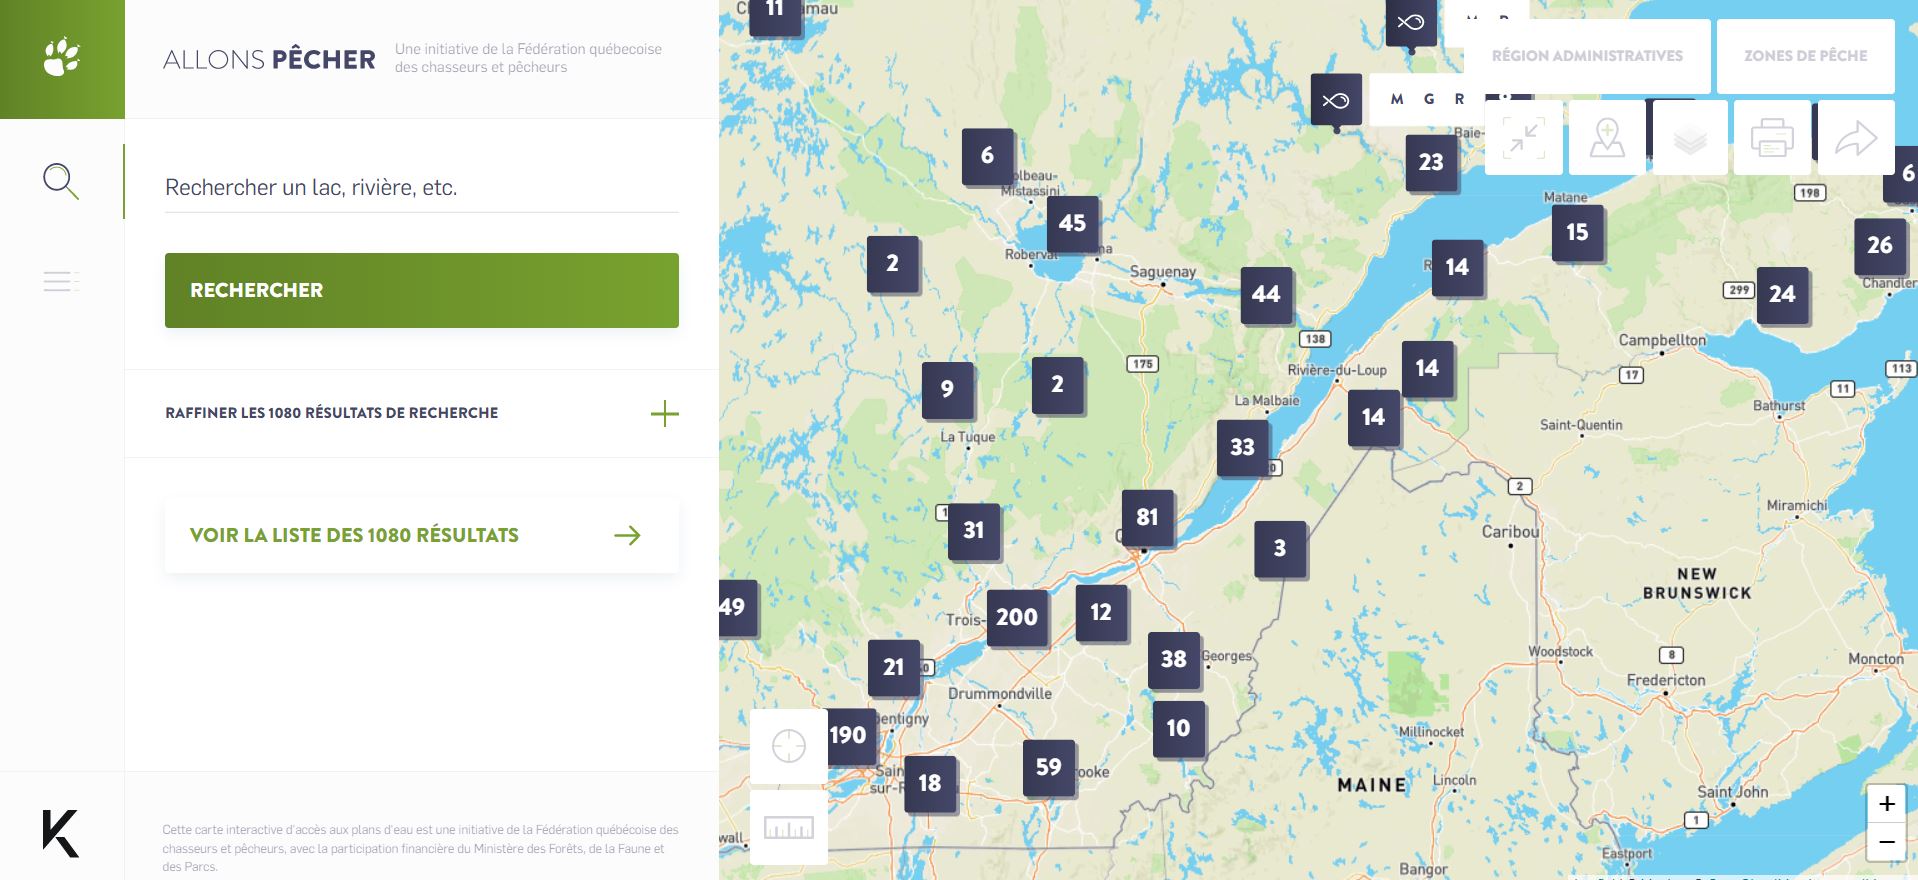 ALLONS PÊCHER
Une initiative de la Fédération québecoise
des chasseurs et pêcheurs
Rechercher un lac, rivière, etc.
RECHERCHER
RAFFINER LES 1080 RÉSULTATS DE RECHERCHE
VOIR LA LISTE DES 1080 RÉSULTATS
K
Cette carte interactive d'accès aux plans d'eau est une initiative de la Fédération québécoise des
chasseurs et pêcheurs, avec la participation financière du Ministère des Forêts, de la Faune et
des Parcs.
RÉGION ADMINISTRATIVES
ZONES DE PÊCHE
11
M G R
6
23
Mistassini
Matane
198
6
45
15
26
2
Roberval
Saguenay
14
44
299
24
Chandler
138
Campbellton
175
Rivière-du-Loup
14
17
113
9
2
La Malbaie
11
14
Bathurst
La Tuque
33
Saint-Quentin
2
31
81
Miramichi
3
Caribou
NEW
BRUNSWICK
49
Trois-
200
12
38
Georges
21
Woodstock
8
Moncton
Drummondville
Fredericton
190
10
Millinocket
18
59
MAINE
Lincoln
Saint John
+
1
−
Eastport
Bangor